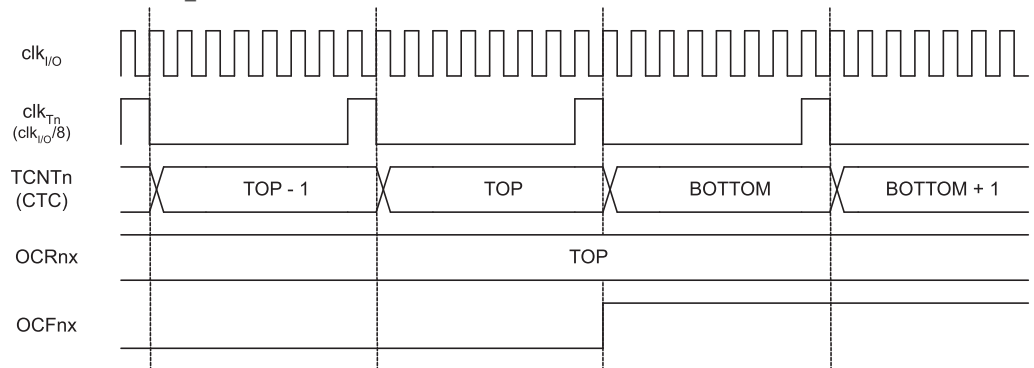 clkI/O
clkTn
(clkI/O/8)
TCNTn
(CTC)
TOP - 1
TOP
BOTTOM
BOTTOM + 1
OCRnx
TOP
OCFnx